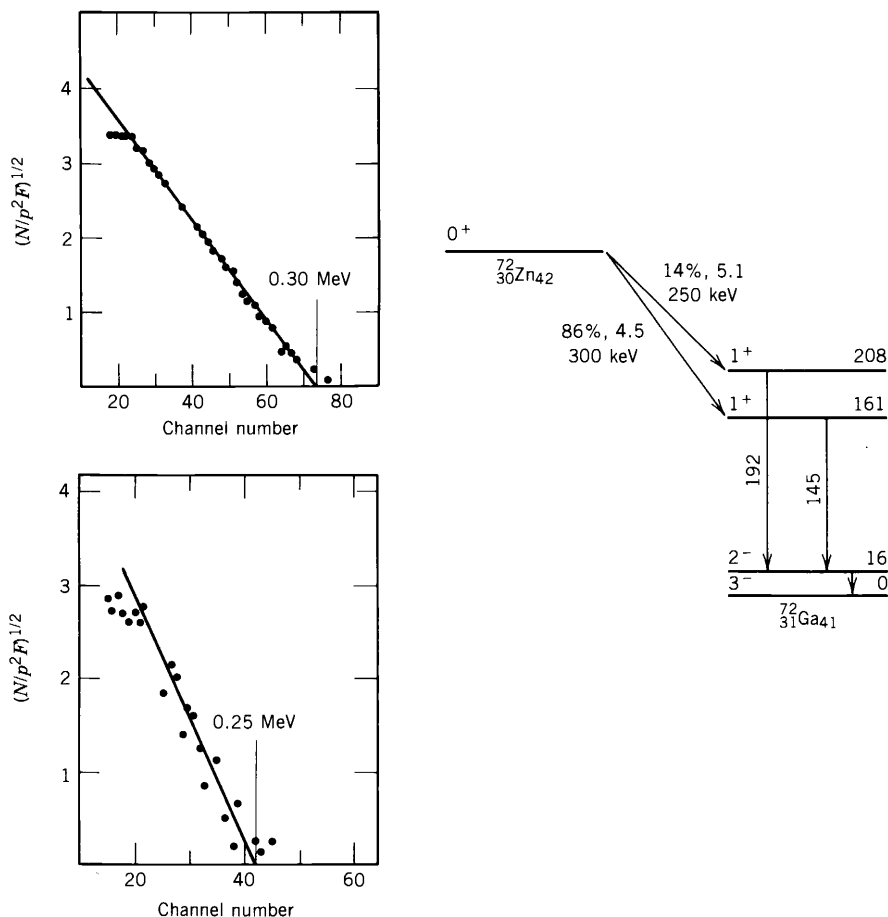 4
3
2
1
(N/p²F)^1/2
0.30 MeV
20 40 60 80
Channel number
4
3
2
1
(N/p²F)^1/2
0.25 MeV
20 40 60
Channel number
0⁺
⁷²₃₀Zn₄₂
14%, 5.1
250 keV
86%, 4.5
300 keV
1⁺ 208
1⁺ 161
192
145
2⁻ 16
3⁻ 0
⁷²₃₁Ga₄₁